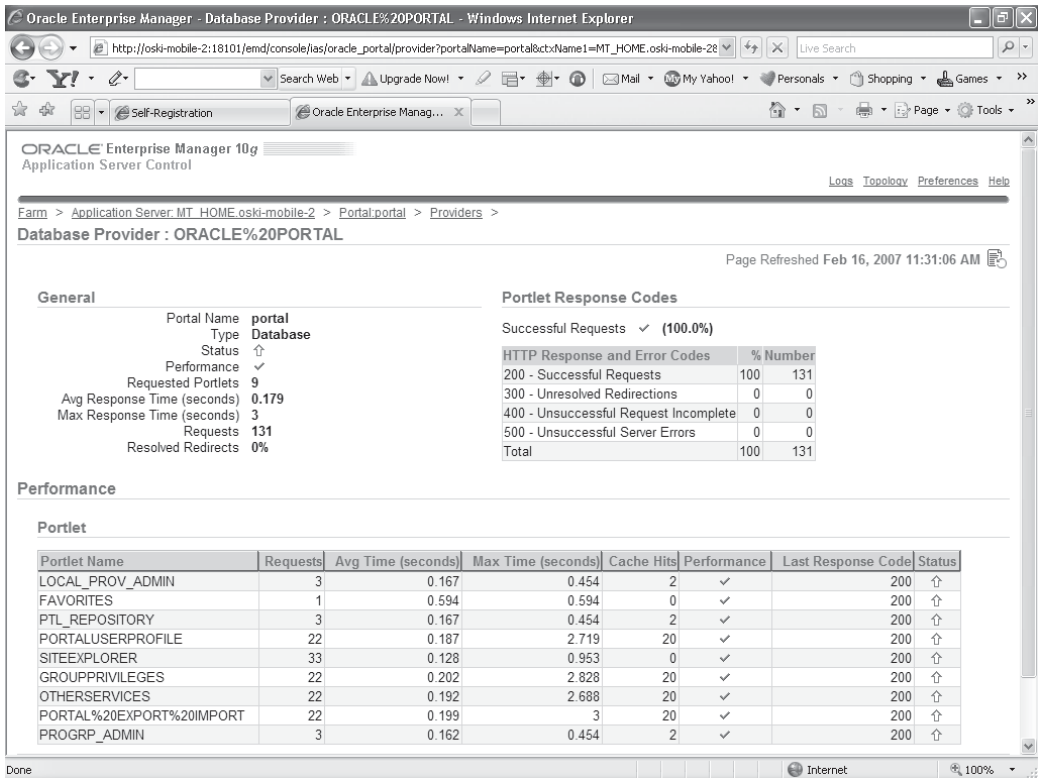 Oracle Enterprise Manager - Database Provider : ORACLE%20PORTAL - Windows Internet Explorer
http://oski-mobile-2:18101/emd/console/ias/oracle_portal/provider?portalName=portal&ctxName1=MT_HOME.oski-mobile-28
Live Search
Search Web
Upgrade Now!
Mail
My Yahoo!
Personals
Shopping
Games
Self-Registration
Oracle Enterprise Manag...
Page
Tools
ORACLE Enterprise Manager 10g
Application Server Control
Logs Topology Preferences Help
Farm > Application Server: MT_HOME.oski-mobile-2 > Portal:portal > Providers >
Database Provider : ORACLE%20PORTAL
Page Refreshed Feb 16, 2007 11:31:06 AM
General
Portal Name portal
Type Database
Status
Performance
Requested Portlets 9
Avg Response Time (seconds) 0.179
Max Response Time (seconds) 3
Requests 131
Resolved Redirects 0%
Portlet Response Codes
Successful Requests ✓ (100.0%)
HTTP Response and Error Codes % Number
200 - Successful Requests 100 131
300 - Unresolved Redirections 0 0
400 - Unsuccessful Request Incomplete 0 0
500 - Unsuccessful Server Errors 0 0
Total 100 131
Performance
Portlet
Portlet Name Requests Avg Time (seconds) Max Time (seconds) Cache Hits Performance Last Response Code Status
LOCAL_PROV_ADMIN 3 0.167 0.454 2 ✓ 200
FAVORITES 1 0.594 0.594 0 ✓ 200
PTL_REPOSITORY 3 0.167 0.454 2 ✓ 200
PORTALUSERPROFILE 22 0.187 2.719 20 ✓ 200
SITEEXPLORER 33 0.128 0.953 0 ✓ 200
GROUPPRIVILEGES 22 0.202 2.828 20 ✓ 200
OTHERSERVICES 22 0.192 2.688 20 ✓ 200
PORTAL%20EXPORT%20IMPORT 22 0.199 3 20 ✓ 200
PROGRP_ADMIN 3 0.162 0.454 2 ✓ 200
Done
Internet
100%